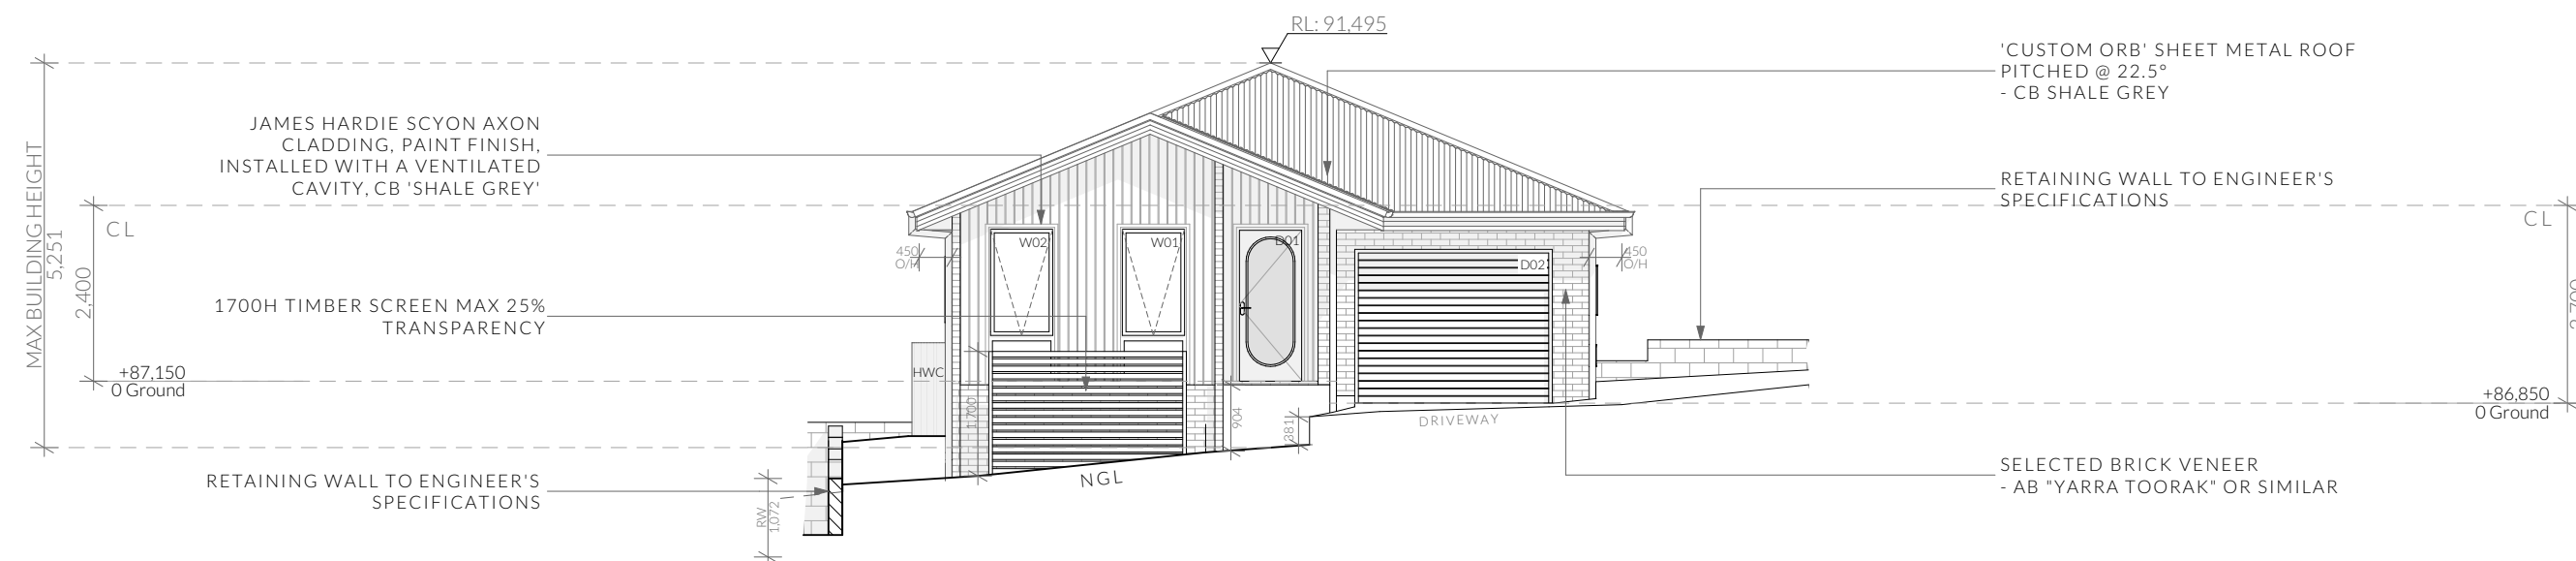 RL: 91,495
'CUSTOM ORB' SHEET METAL ROOF
PITCHED @ 22.5°
- CB SHALE GREY
JAMES HARDIE SCYON AXON
CLADDING, PAINT FINISH,
INSTALLED WITH A VENTILATED
CAVITY, CB 'SHALE GREY'
RETAINING WALL TO ENGINEER'S
SPECIFICATIONS
MAX BUILDING HEIGHT
5,251
2,400
CL
CL
W02
W01
D01
D02
450
O/H
450
O/H
1700H TIMBER SCREEN MAX 25%
TRANSPARENCY
+87,150
0 Ground
HWC
1,700
904
381
DRIVEWAY
+86,850
0 Ground
NGL
RETAINING WALL TO ENGINEER'S
SPECIFICATIONS
RW
1,072
SELECTED BRICK VENEER
- AB "YARRA TOORAK" OR SIMILAR